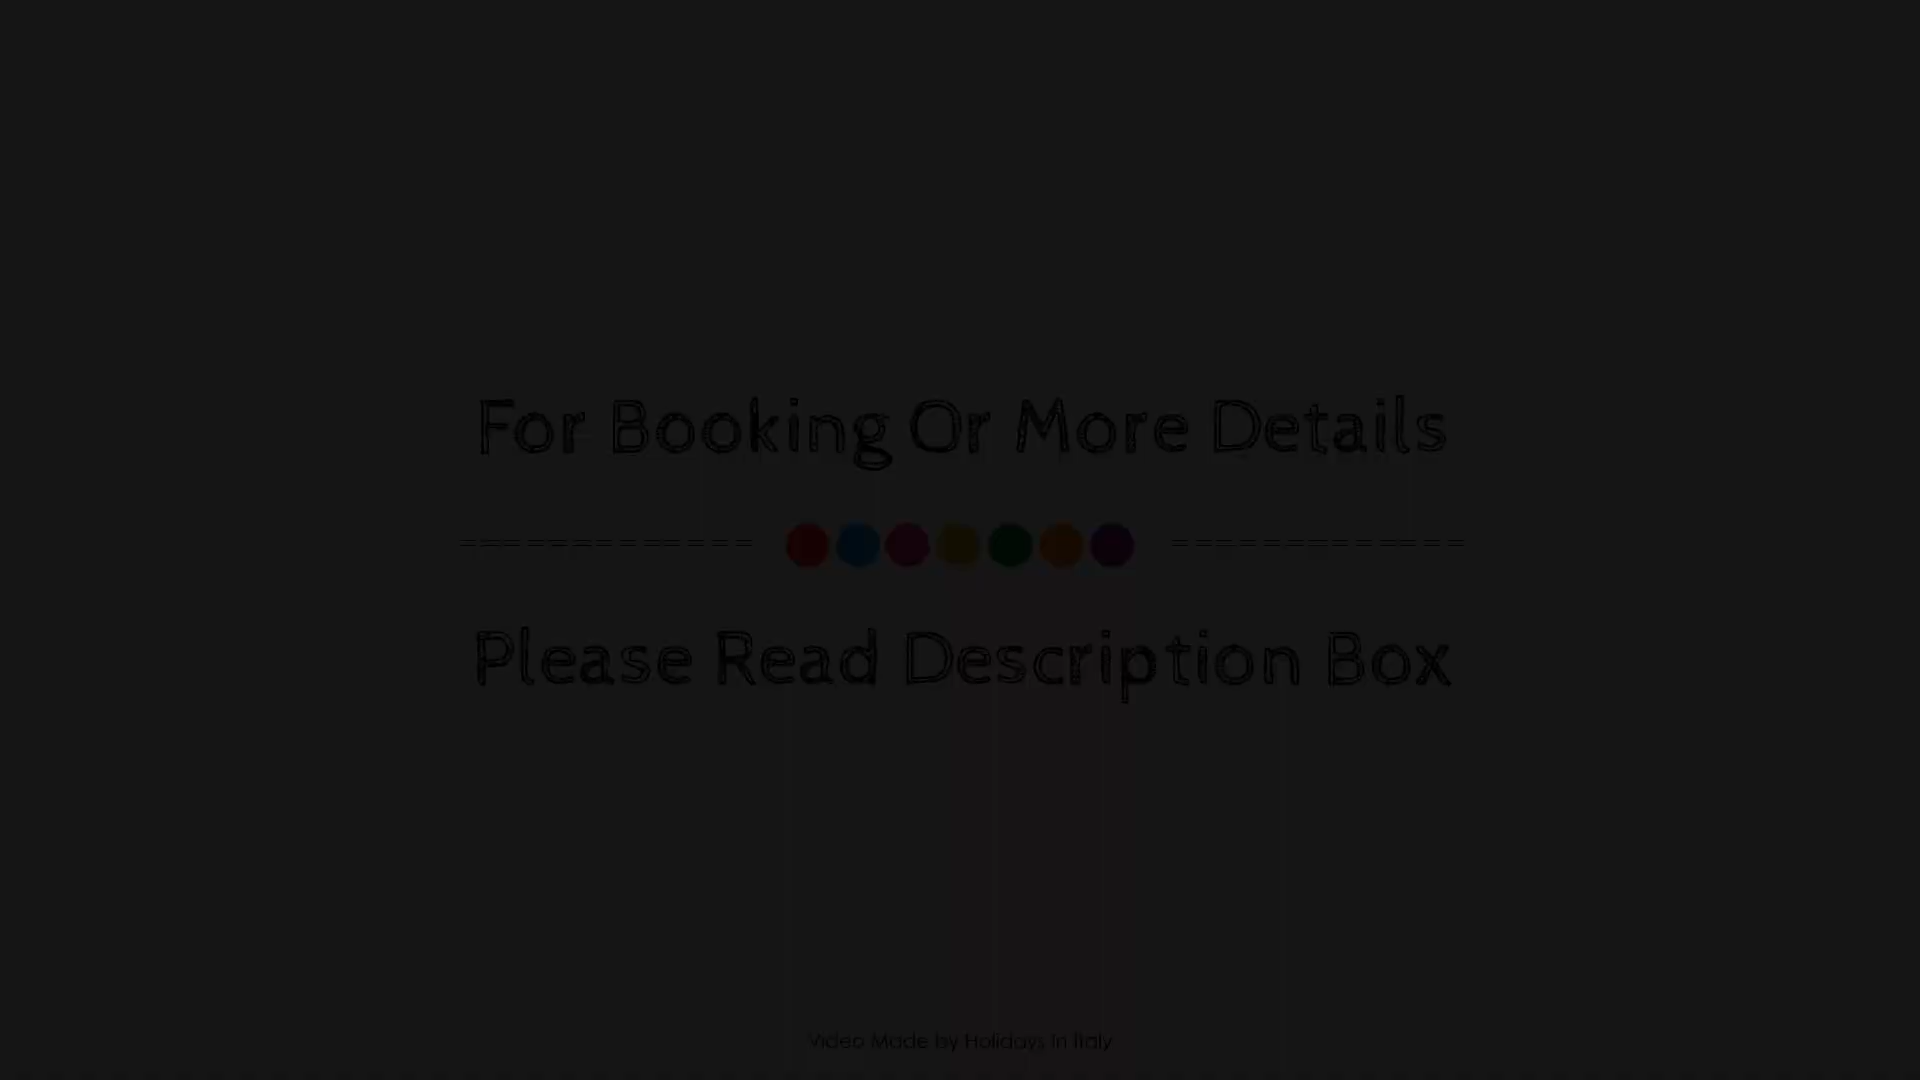 For Booking Or More Details
============= =============
Please Read Description Box
Video Made by Holidays In Italy